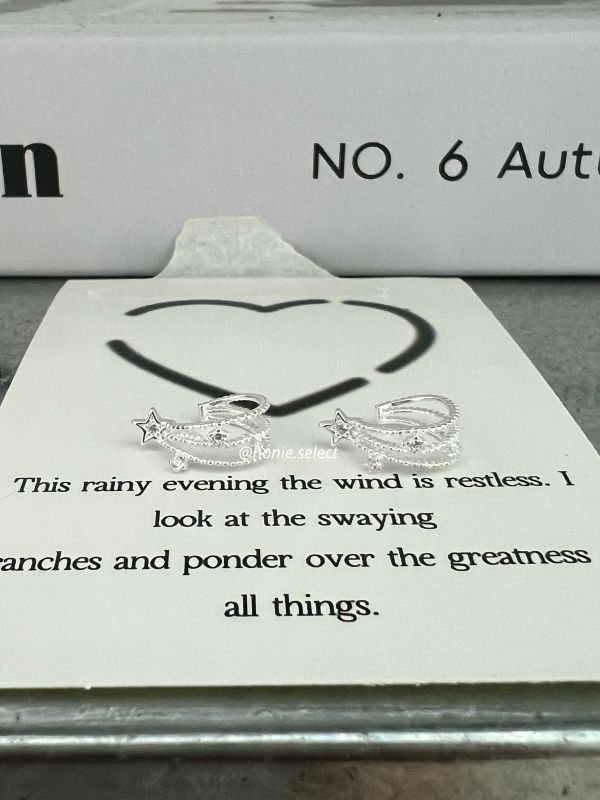 n
NO. 6 Aut
@honie.select
This rainy evening the wind is restless. I
look at the swaying
ranches and ponder over the greatness
all things.